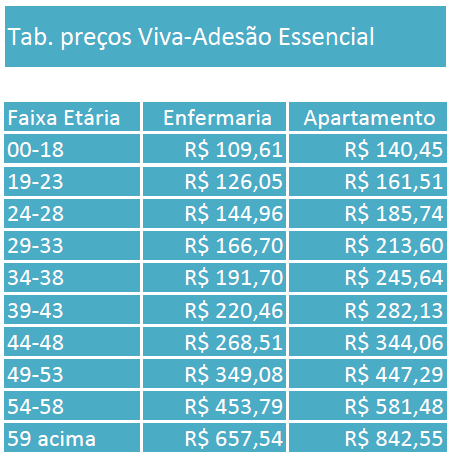 Tab. preços Viva-Adesão Essencial
Faixa Etária Enfermaria Apartamento
00-18 R$ 109,61 R$ 140,45
19-23 R$ 126,05 R$ 161,51
24-28 R$ 144,96 R$ 185,74
29-33 R$ 166,70 R$ 213,60
34-38 R$ 191,70 R$ 245,64
39-43 R$ 220,46 R$ 282,13
44-48 R$ 268,51 R$ 344,06
49-53 R$ 349,08 R$ 447,29
54-58 R$ 453,79 R$ 581,48
59 acima R$ 657,54 R$ 842,55